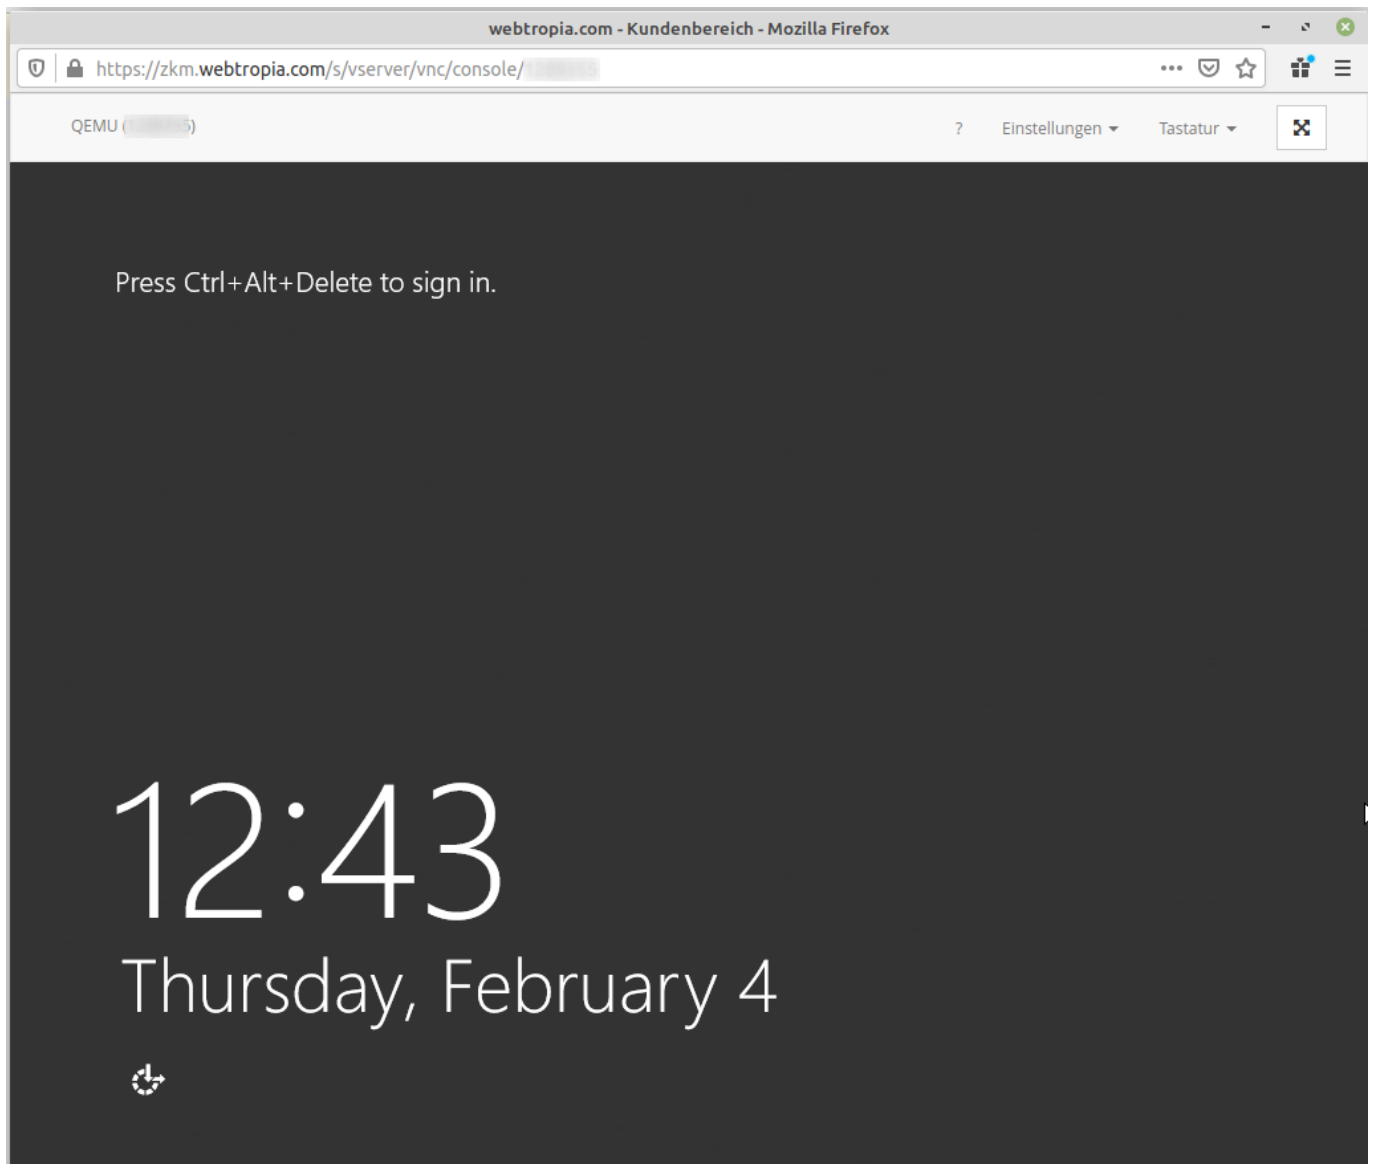 webtropia.com - Kundenbereich - Mozilla Firefox
https://zkm.webtropia.com/s/vserver/vnc/console/
QEMU ( 5)
? Einstellungen Tastatur
Press Ctrl+Alt+Delete to sign in.
12:43
Thursday, February 4